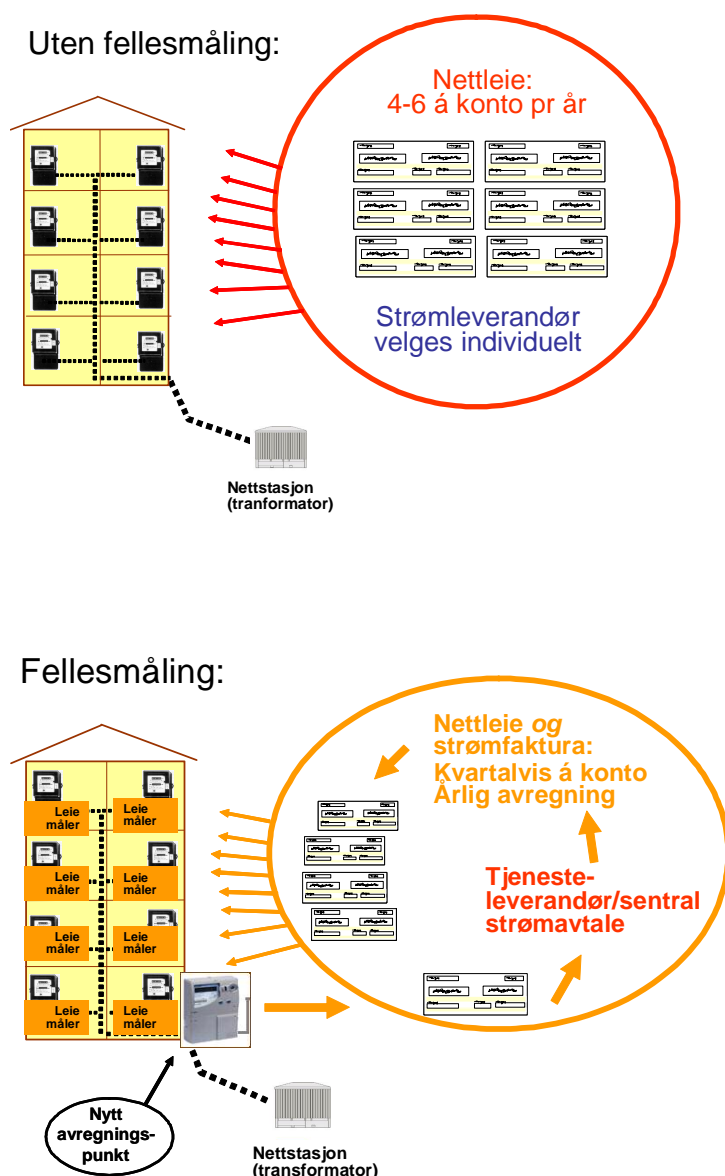 Uten fellesmåling:
Nettleie:
4-6 á konto pr år
Strømleverandør
velges individuelt
Nettstasjon
(tranformator)
Fellesmåling:
Nettleie og
strømfaktura:
Kvartalvis á konto
Årlig avregning
Tjeneste-
leverandør/sentral
strømavtale
Leie
måler
Leie
måler
Leie
måler
Leie
måler
Leie
måler
Leie
måler
Leie
måler
Leie
måler
Nytt
avregnings-
punkt
Nettstasjon
(transformator)